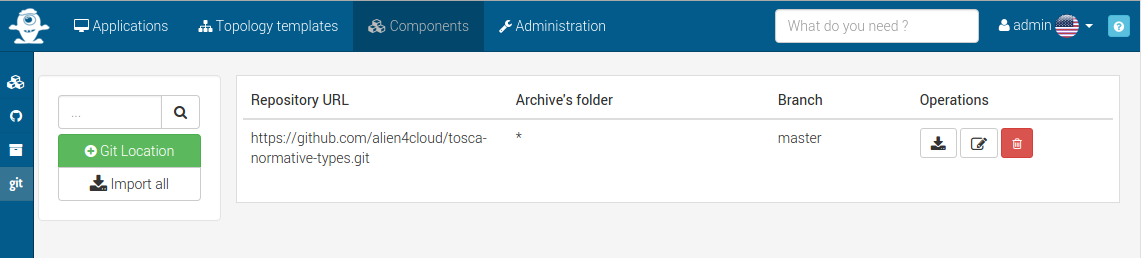 Applications Topology templates Components Administration What do you need ? admin
... 
Git Location
Import all
git
Repository URL Archive's folder Branch Operations
https://github.com/alien4cloud/tosca- * master
normative-types.git